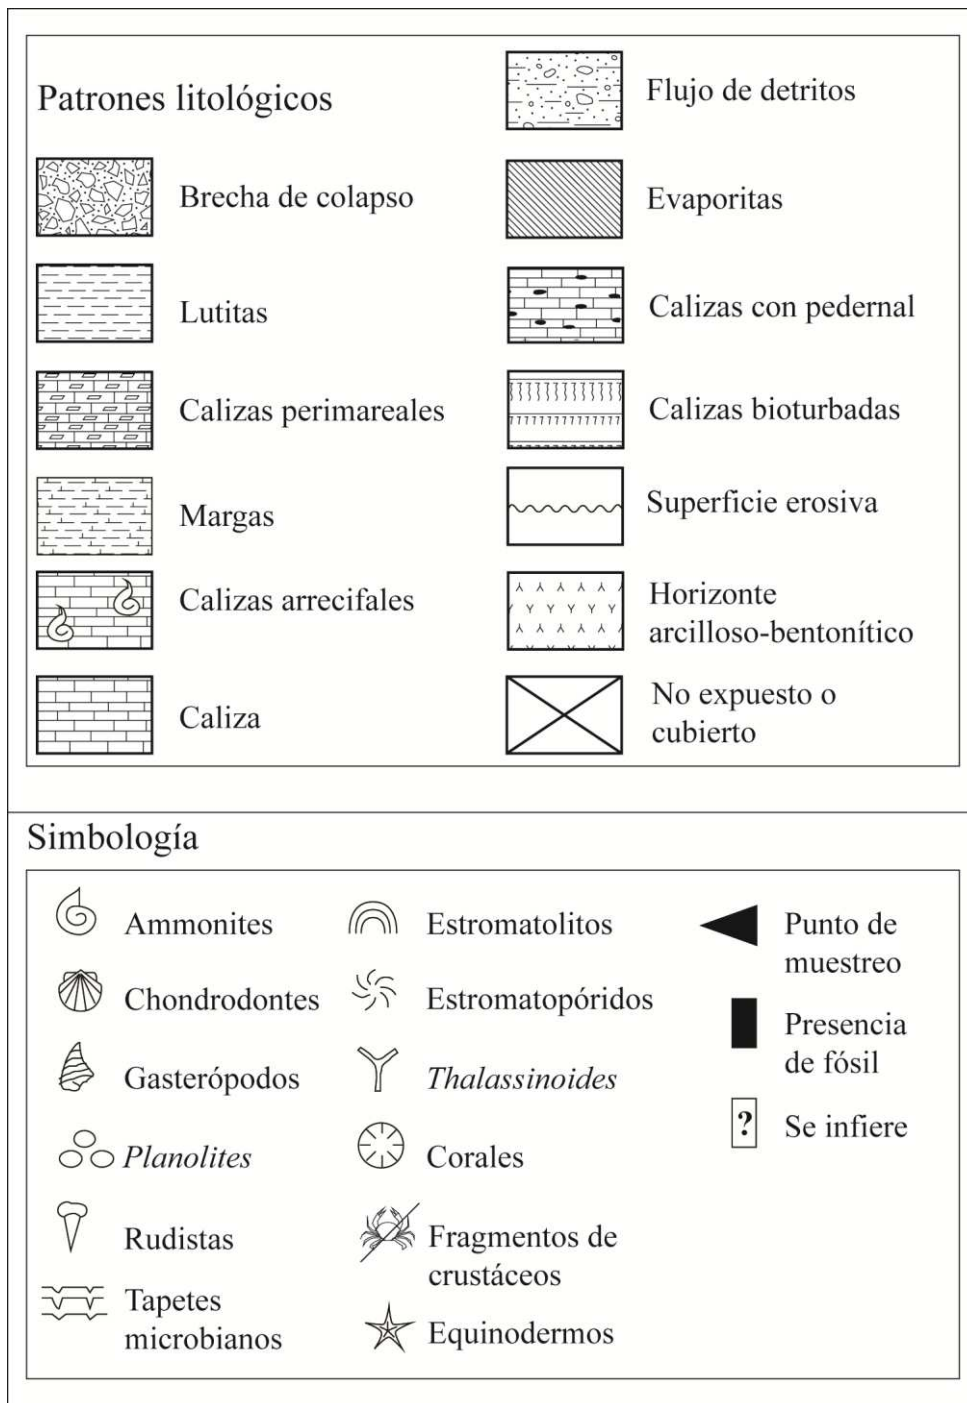 Patrones litológicos
Brecha de colapso
Lutitas
Calizas perimareales
Margas
Calizas arrecifales
Caliza
Flujo de detritos
Evaporitas
Calizas con pedernal
Calizas bioturbadas
Superficie erosiva
Horizonte
arcilloso-bentonítico
No expuesto o
cubierto
Simbología
Ammonites
Chondrodontes
Gasterópodos
Planolites
Rudistas
Tapetes
microbianos
Estromatolitos
Estromatopóridos
Thalassinoides
Corales
Fragmentos de
crustáceos
Equinodermos
Punto de
muestreo
Presencia
de fósil
? Se infiere